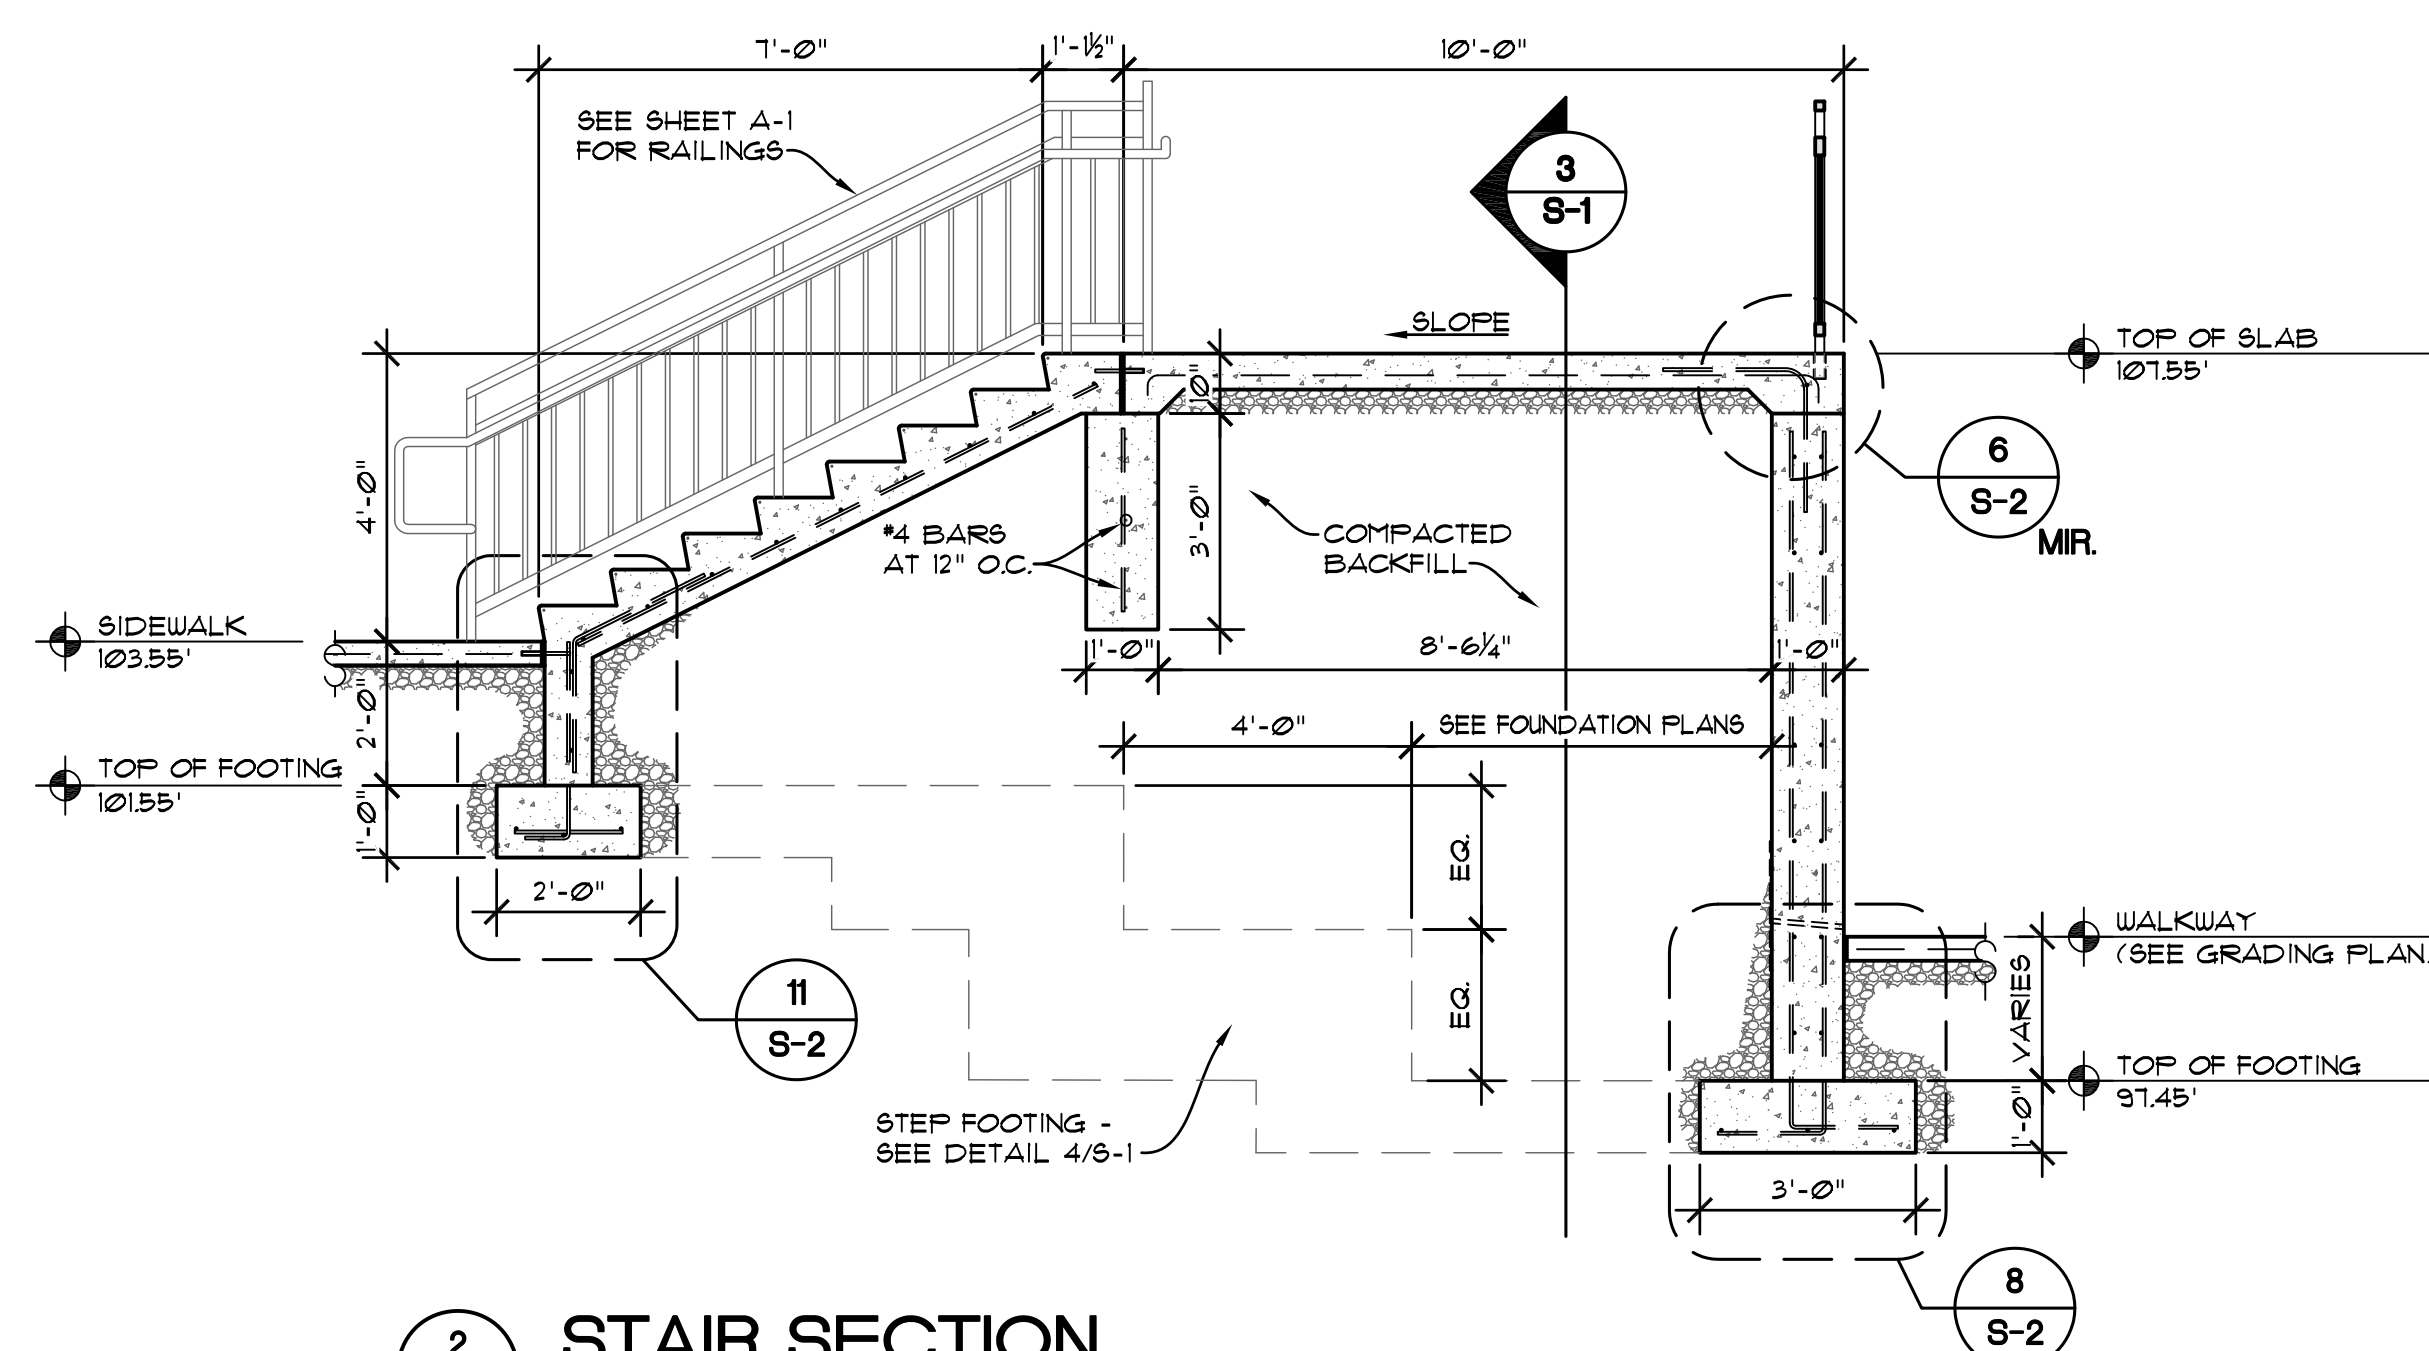 7'-0"
1'-1½"
10'-0"
SEE SHEET A-1
FOR RAILINGS
3
S-1
SLOPE
TOP OF SLAB
107.55'
10"
4'-0"
6
S-2
MIR.
#4 BARS
AT 12" O.C.
3'-0"
COMPACTED
BACKFILL
SIDEWALK
103.55'
1'-0"
8'-6¼"
1'-0"
2'-0"
4'-0"
SEE FOUNDATION PLANS
TOP OF FOOTING
101.55'
1'-0"
EQ.
2'-0"
WALKWAY
(SEE GRADING PLAN
11
S-2
EQ.
VARIES
TOP OF FOOTING
97.45'
STEP FOOTING -
SEE DETAIL 4/S-1
1'-0"
3'-0"
8
S-2
2
STAIR SECTION